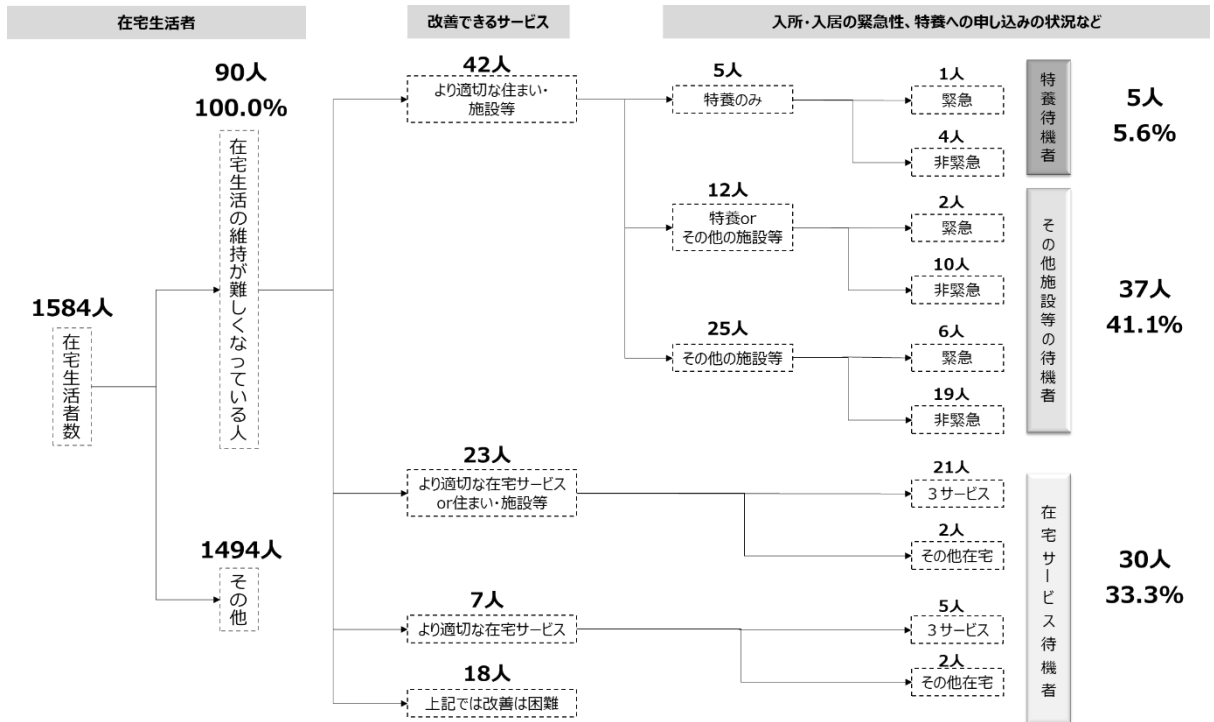 在宅生活者
改善できるサービス
入所・入居の緊急性、特養への申し込みの状況など
1584人
在宅生活者数
90人
100.0%
在宅生活の維持が難しくなっている人
1494人
その他
42人
より適切な住まい・
施設等
5人
特養のみ
1人
緊急
4人
非緊急
12人
特養or
その他の施設等
2人
緊急
10人
非緊急
25人
その他の施設等
6人
緊急
19人
非緊急
23人
より適切な在宅サービス
or住まい・施設等
21人
3サービス
2人
その他在宅
7人
より適切な在宅サービス
5人
3サービス
2人
その他在宅
18人
上記では改善は困難
特養待機者
5人
5.6%
その他施設等の待機者
37人
41.1%
在宅サービス待機者
30人
33.3%